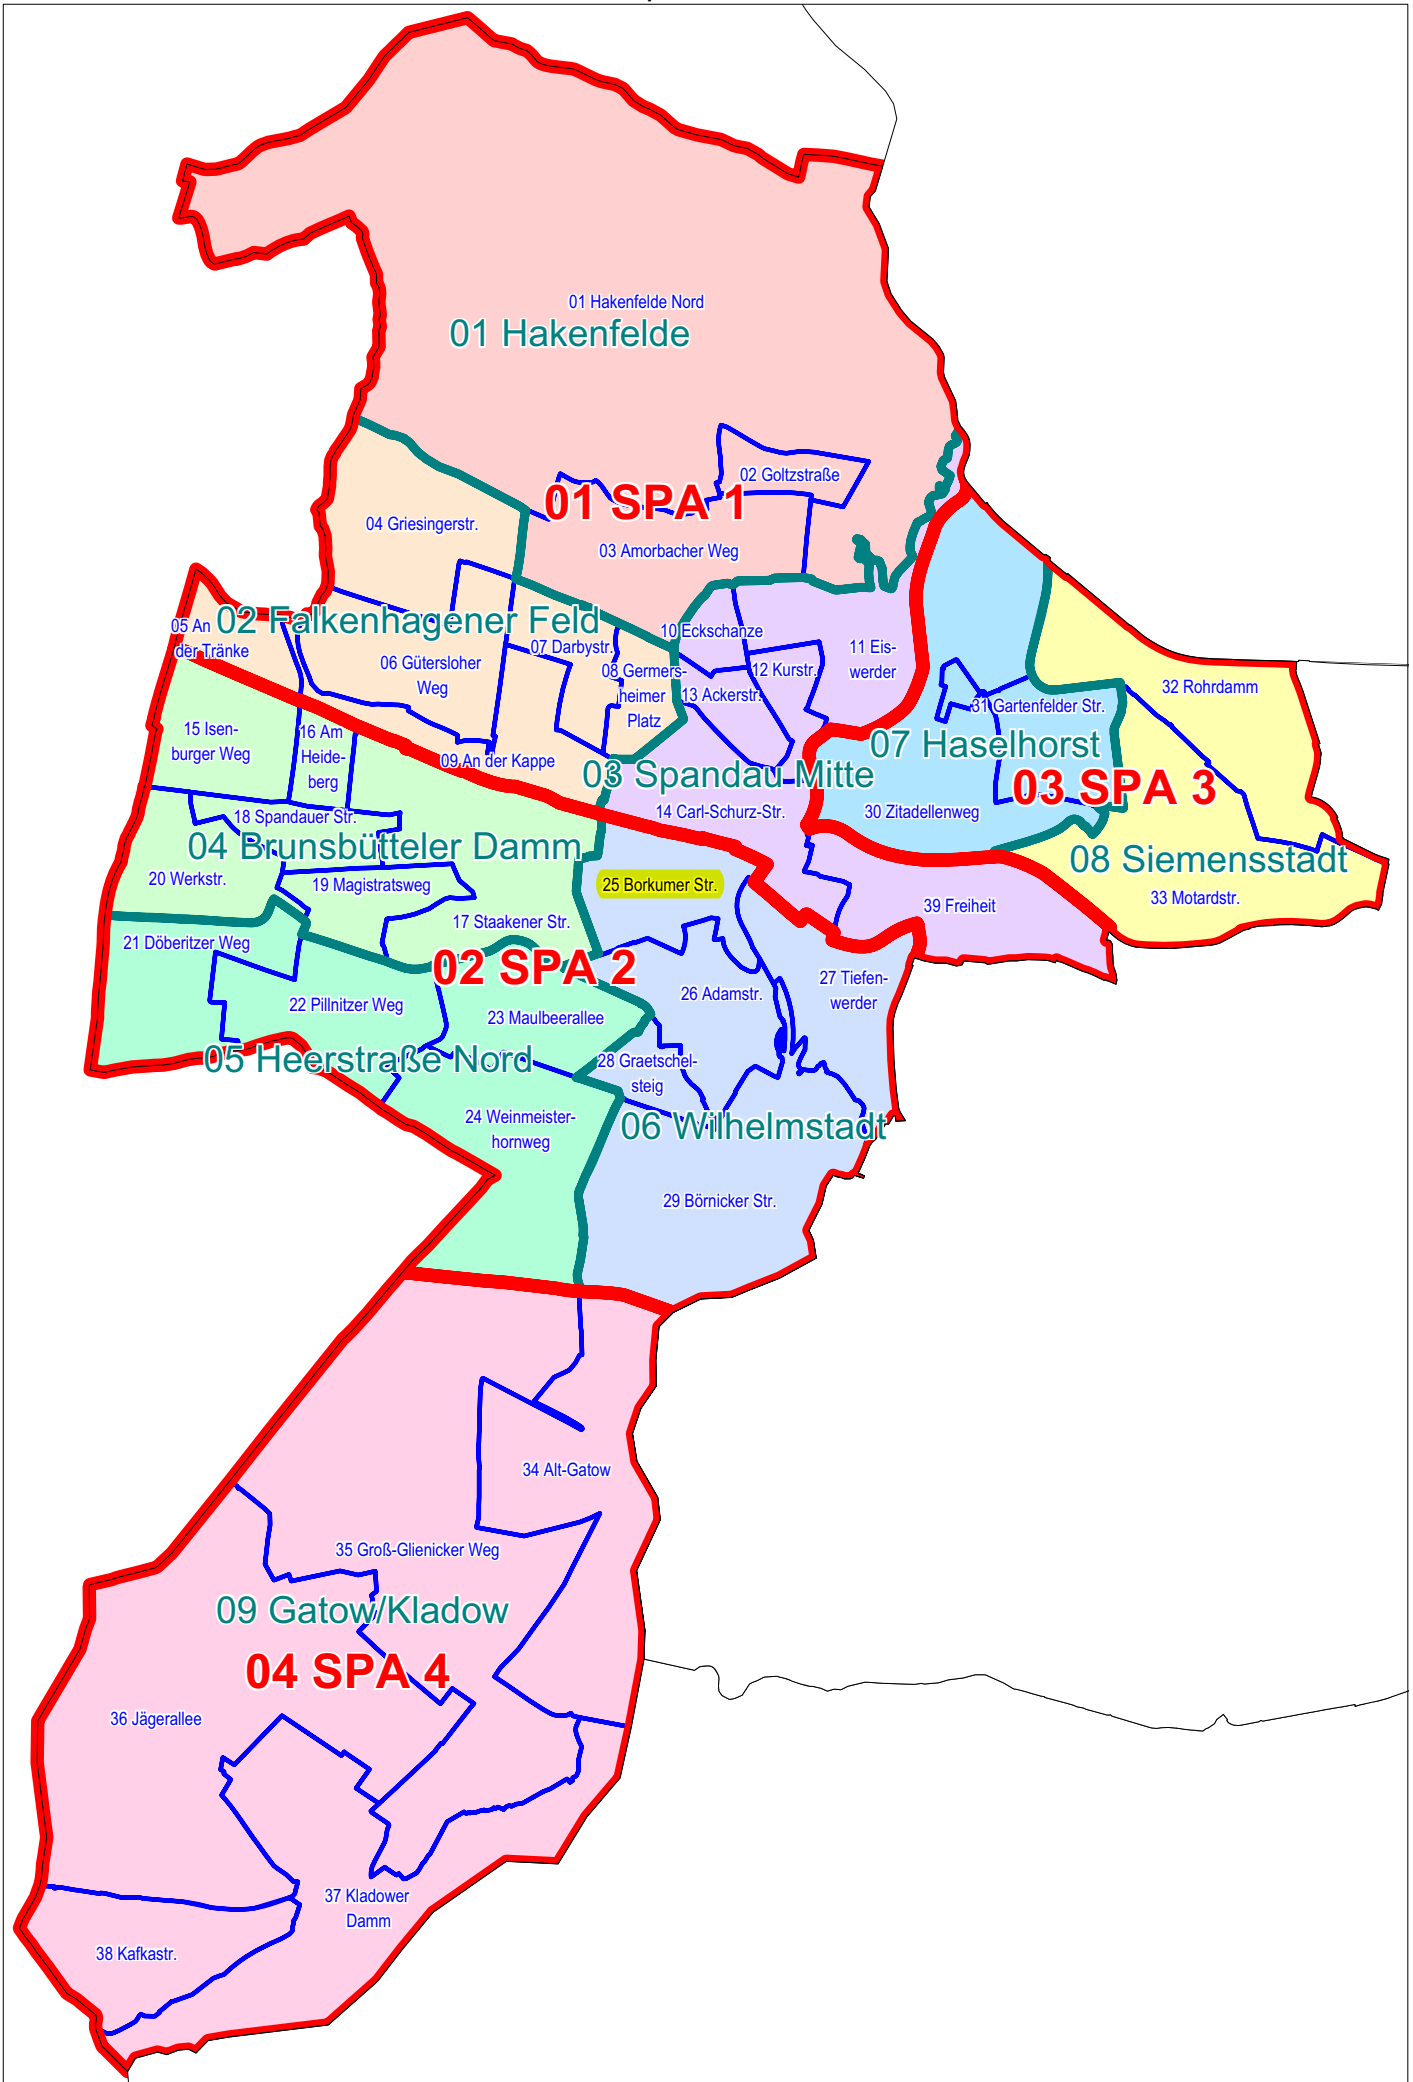 01 Hakenfelde Nord
01 Hakenfelde
02 Goltzstraße
01 SPA 1
04 Griesingerstr.
03 Amorbacher Weg
05 An
der Tränke
02 Falkenhagener Feld
10 Eckschanze
07 Darbystr.
11 Eis-
werder
06 Gütersloher
Weg
08 Germers-
heimer
Platz
12 Kurstr.
13 Ackerstr.
32 Rohrdamm
31 Gartenfelder Str.
15 Isen-
burger Weg
16 Am
Heide-
berg
07 Haselhorst
09 An der Kappe
03 Spandau Mitte
03 SPA 3
14 Carl-Schurz-Str.
30 Zitadellenweg
18 Spandauer Str.
04 Brunsbütteler Damm
08 Siemensstadt
20 Werkstr.
19 Magistratsweg
25 Borkumer Str.
33 Motardstr.
39 Freiheit
17 Staakener Str.
21 Döberitzer Weg
02 SPA 2
27 Tiefen-
werder
26 Adamstr.
22 Pillnitzer Weg
23 Maulbeerallee
05 Heerstraße Nord
28 Graetschel-
steig
24 Weinmeister-
hornweg
06 Wilhelmstadt
29 Börnicker Str.
34 Alt-Gatow
35 Groß-Glienicker Weg
09 Gatow/Kladow
04 SPA 4
36 Jägerallee
37 Kladower
Damm
38 Kafkastr.